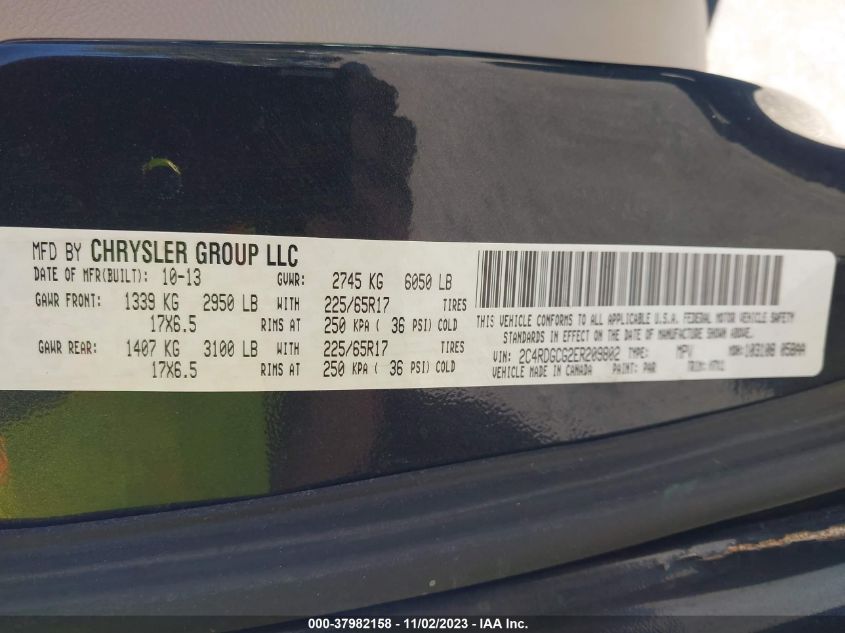 MFD BY CHRYSLER GROUP LLC
DATE OF MFR(BUILT): 10-13 GVWR: 2745 KG 6050 LB
GAWR FRONT: 1339 KG 2950 LB WITH 225/65R17 TIRES
17X6.5 RIMS AT 250 KPA ( 36 PSI) COLD
GAWR REAR: 1407 KG 3100 LB WITH 225/65R17 TIRES
17X6.5 RIMS AT 250 KPA ( 36 PSI) COLD
THIS VEHICLE CONFORMS TO ALL APPLICABLE U.S.A. FEDERAL MOTOR VEHICLE SAFETY
STANDARDS IN EFFECT ON THE DATE OF MANUFACTURE SHOWN ABOVE.
VIN: 2C4RDGCG2ER209802 TYPE: MPV
VEHICLE MADE IN CANADA PAINT: PAR TRIM:
000-37982158 - 11/02/2023 - IAA Inc.